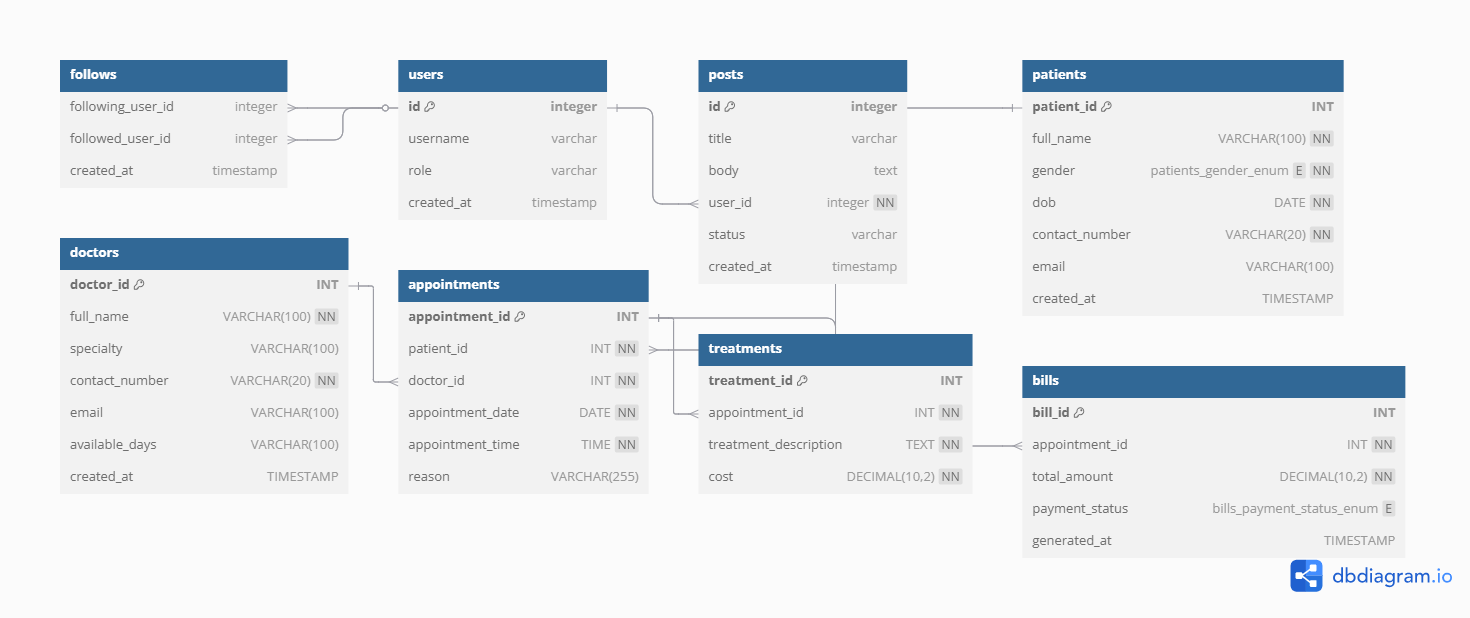 follows
following_user_id integer
followed_user_id integer
created_at timestamp
users
id integer
username varchar
role varchar
created_at timestamp
posts
id integer
title varchar
body text
user_id integer NN
status varchar
created_at timestamp
patients
patient_id INT
full_name VARCHAR(100) NN
gender patients_gender_enum E NN
dob DATE NN
contact_number VARCHAR(20) NN
email VARCHAR(100)
created_at TIMESTAMP
doctors
doctor_id INT
full_name VARCHAR(100) NN
specialty VARCHAR(100)
contact_number VARCHAR(20) NN
email VARCHAR(100)
available_days VARCHAR(100)
created_at TIMESTAMP
appointments
appointment_id INT
patient_id INT NN
doctor_id INT NN
appointment_date DATE NN
appointment_time TIME NN
reason VARCHAR(255)
treatments
treatment_id INT
appointment_id INT NN
treatment_description TEXT NN
cost DECIMAL(10,2) NN
bills
bill_id INT
appointment_id INT NN
total_amount DECIMAL(10,2) NN
payment_status bills_payment_status_enum E
generated_at TIMESTAMP
dbdiagram.io